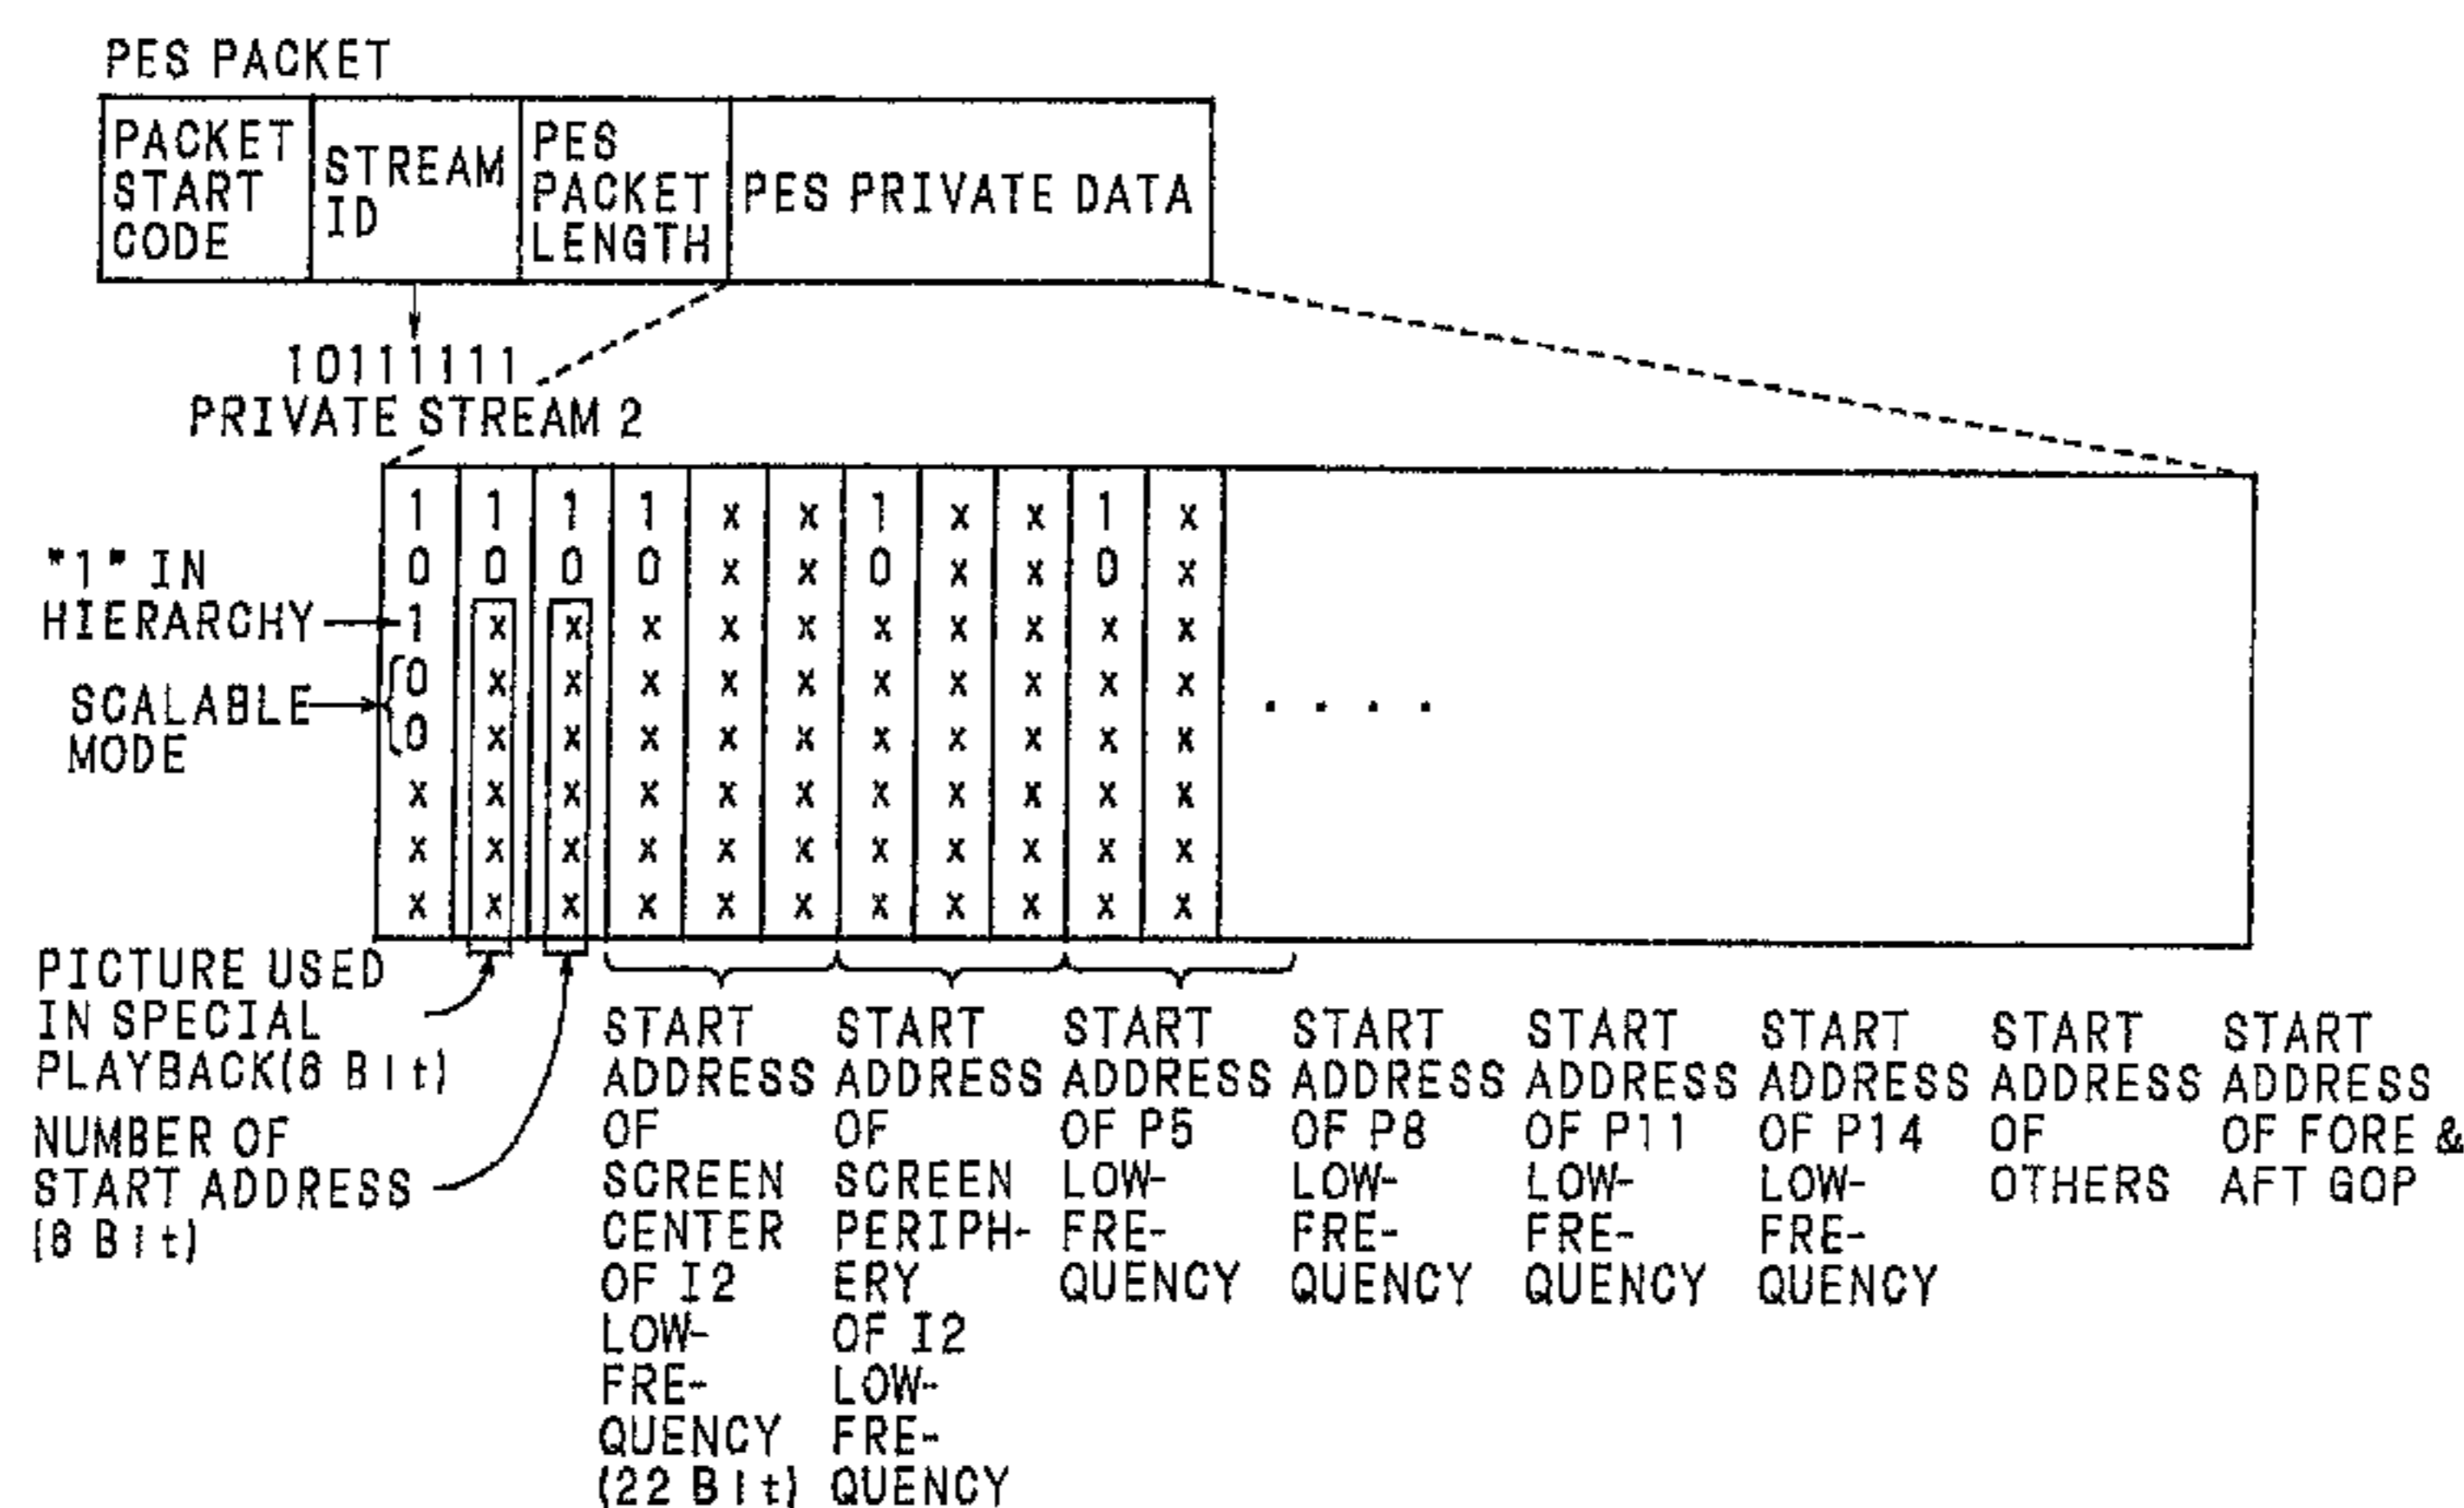 PES PACKET
PACKET
START
CODE
STREAM
ID
PES
PACKET
LENGTH
PES PRIVATE DATA
10111111
PRIVATE STREAM 2
1 1 1 1 x x 1 x x 1 x
0 0 0 0 x x 0 x x 0 x
1 x x x x x x x x x x
0 x x x x x x x x x x
0 x x x x x x x x x x
x x x x x x x x x x x
x x x x x x x x x x x
x x x x x x x x x x x
. . . .
"1" IN
HIERARCHY
SCALABLE
MODE
PICTURE USED
IN SPECIAL
PLAYBACK(6 Bit)
NUMBER OF
START ADDRESS
(6 Bit)
START
ADDRESS
OF
SCREEN
CENTER
OF I2
LOW-
FRE-
QUENCY
(22 Bit)
START
ADDRESS
OF
SCREEN
PERIPH-
ERY
OF I2
LOW-
FRE-
QUENCY
START
ADDRESS
OF P5
LOW-
FRE-
QUENCY
START
ADDRESS
OF P8
LOW-
FRE-
QUENCY
START
ADDRESS
OF P11
LOW-
FRE-
QUENCY
START
ADDRESS
OF P14
LOW-
FRE-
QUENCY
START
ADDRESS
OF
OTHERS
START
ADDRESS
OF FORE &
AFT GOP